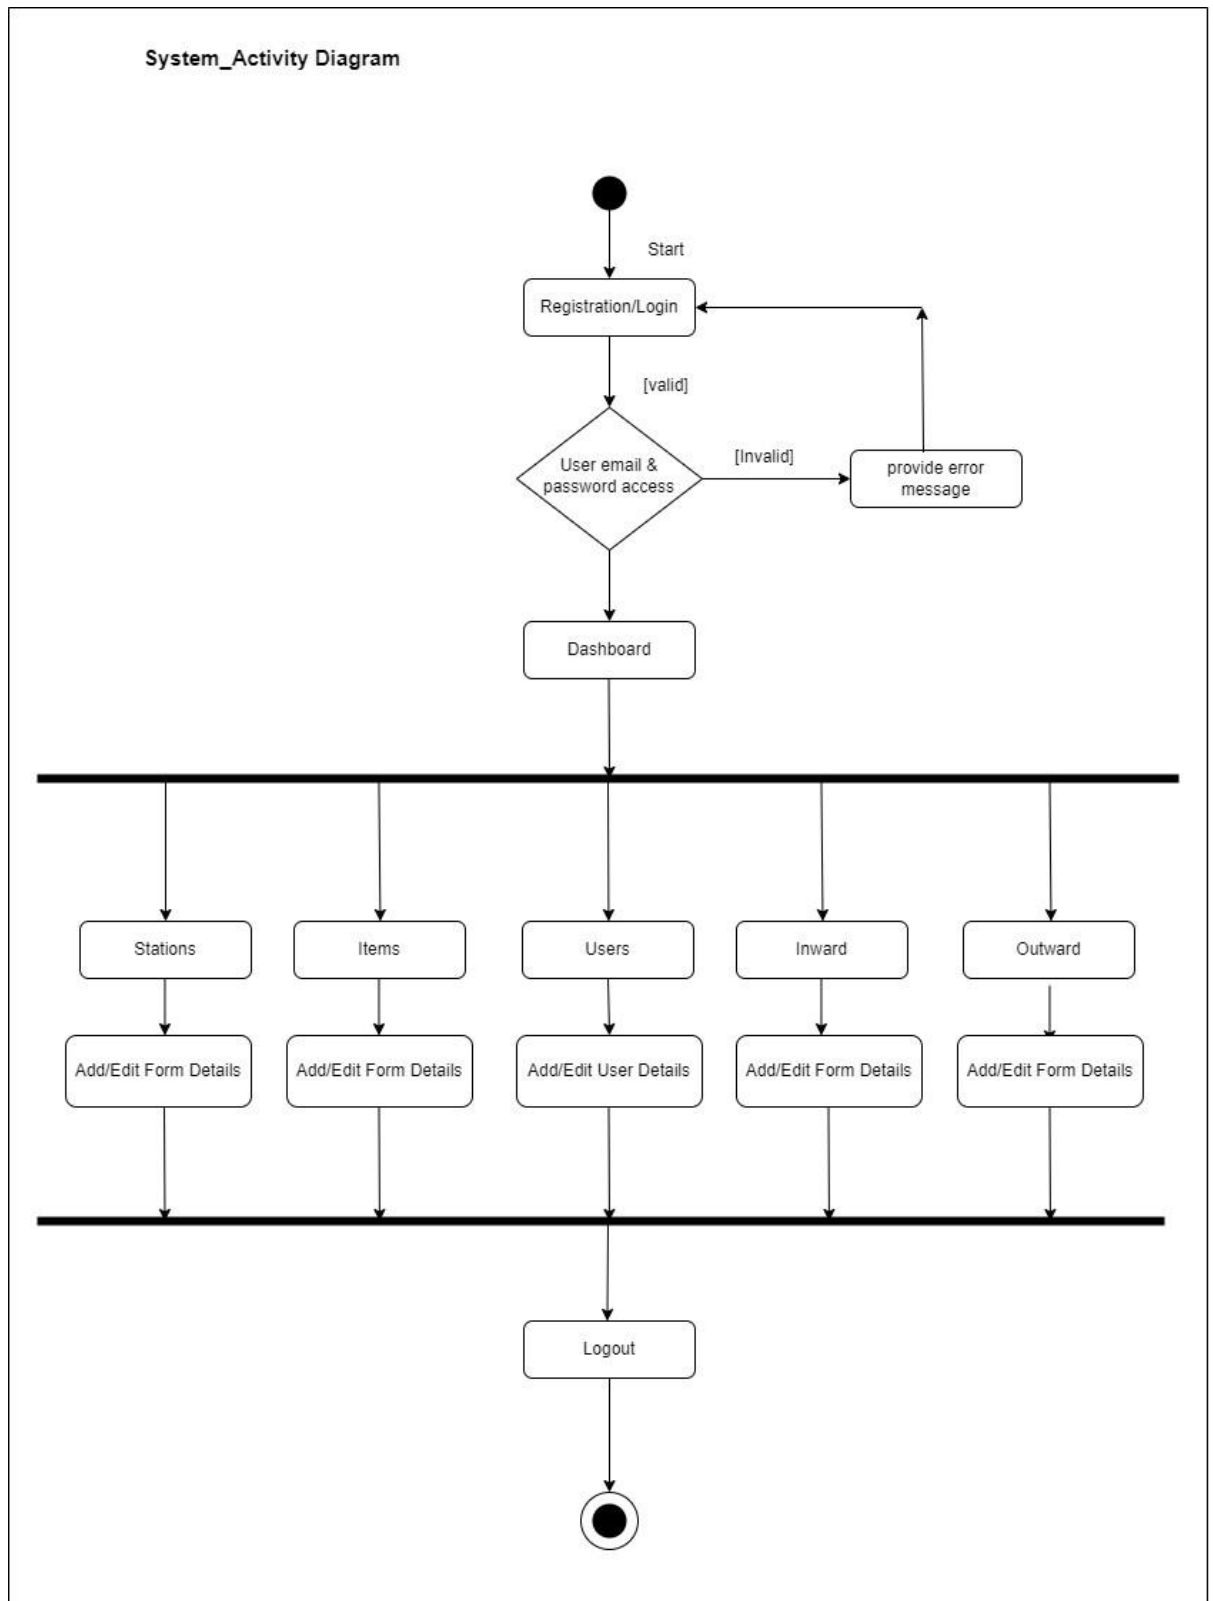 System_Activity Diagram
Start
Registration/Login
[valid]
User email &
password access
[Invalid]
provide error
message
Dashboard
Stations
Items
Users
Inward
Outward
Add/Edit Form Details
Add/Edit Form Details
Add/Edit User Details
Add/Edit Form Details
Add/Edit Form Details
Logout